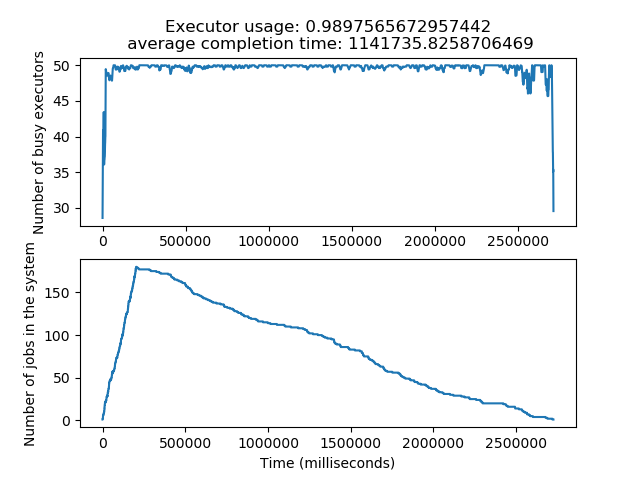 Executor usage: 0.9897565672957442
average completion time: 1141735.8258706469
Number of busy executors
50
45
40
35
30
0 500000 1000000 1500000 2000000 2500000
Number of jobs in the system
150
100
50
0
0 500000 1000000 1500000 2000000 2500000
Time (milliseconds)